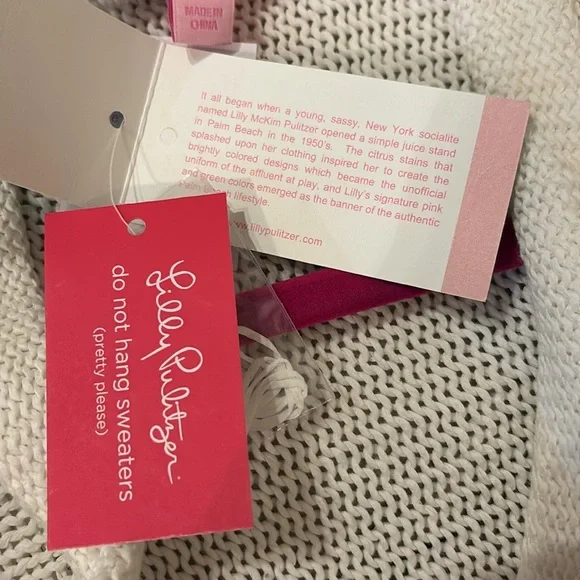 MADE IN
CHINA
It all began when a young, sassy, New York socialite
named Lilly McKim Pulitzer opened a simple juice stand
in Palm Beach in the 1950's. The citrus stains that
splashed upon her clothing inspired her to create the
brightly colored designs which became the unofficial
uniform of the affluent at play, and Lilly's signature pink
and green colors emerged as the banner of the authentic
Palm Beach lifestyle.
ww.lillypulitzer.com
Lilly Pulitzer
do not hang sweaters
(pretty please)